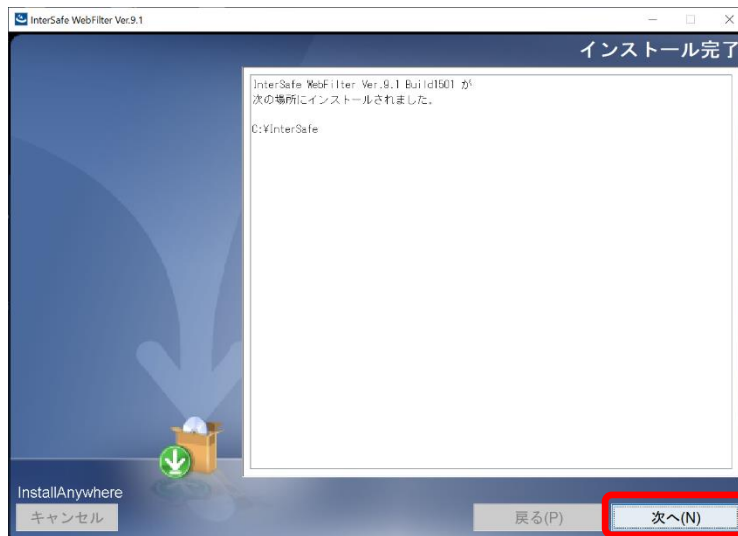 InterSafe WebFilter Ver.9.1
インストール完了
InterSafe WebFilter Ver.9.1 Build1501 が
次の場所にインストールされました。
C:¥InterSafe
InstallAnywhere
キャンセル
戻る(P)
次へ(N)